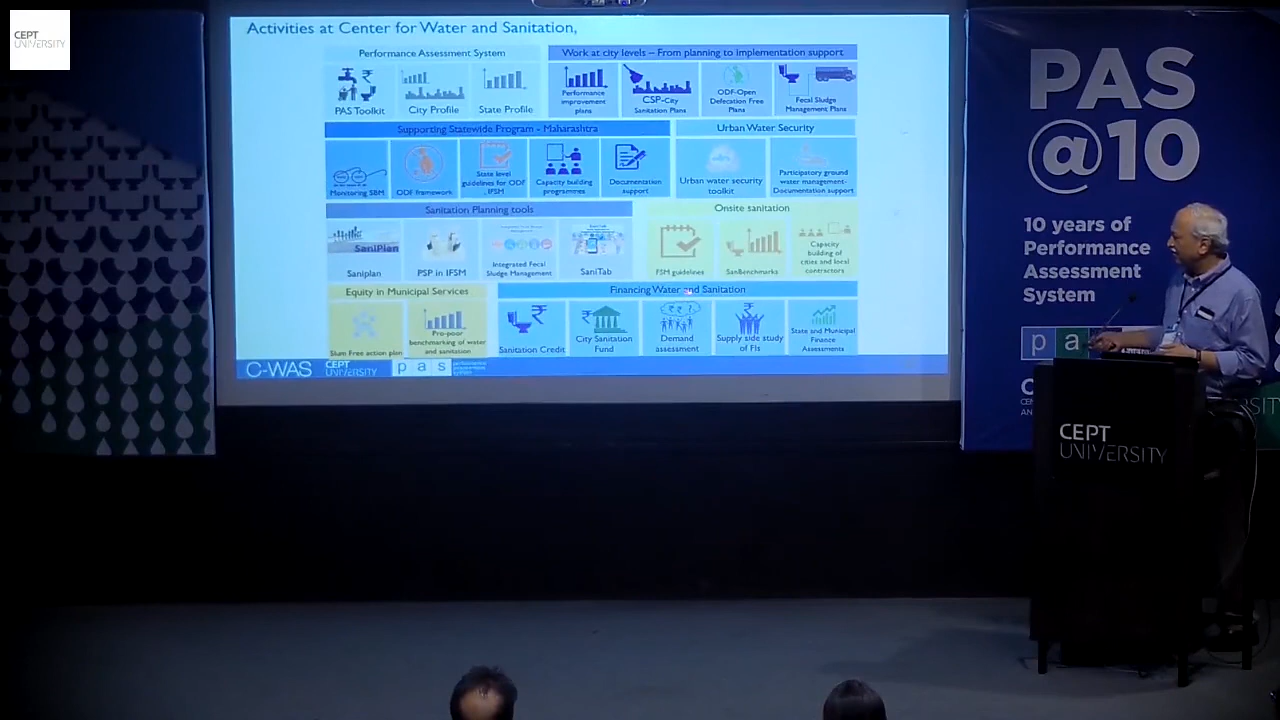 CEPT
UNIVERSITY
Activities at Center for Water and Sanitation,
Performance Assessment System
PAS Toolkit
City Profile
State Profile
Work at city levels – From planning to implementation support
Performance
improvement
plans
CSP-City
Sanitation Plans
ODF-Open
Defecation Free
Plans
Fecal Sludge
Management Plans
Supporting Statewide Program - Maharashtra
Monitoring SBM
ODF framework
State level
guidelines for ODF
, IFSM
Capacity building
programmes
Documentation
support
Urban Water Security
Urban water security
toolkit
Participatory ground
water management-
Documentation support
Sanitation Planning tools
SaniPlan
Saniplan
PSP in IFSM
Integrated Fecal
Sludge Management
SaniTab
Onsite sanitation
FSM guidelines
SanBenchmarks
Capacity
building of
cities and local
contractors
Equity in Municipal Services
Slum Free action plan
Pro-poor
benchmarking of water
and sanitation
Financing Water and Sanitation
Sanitation Credit
City Sanitation
Fund
Demand
assessment
Supply side study
of FIs
State and Municipal
Finance
Assessments
C-WAS
CEPT
UNIVERSITY
pas
PAS
@10
10 years of
Performance
Assessment
System
p a
CEPT
UNIVERSITY